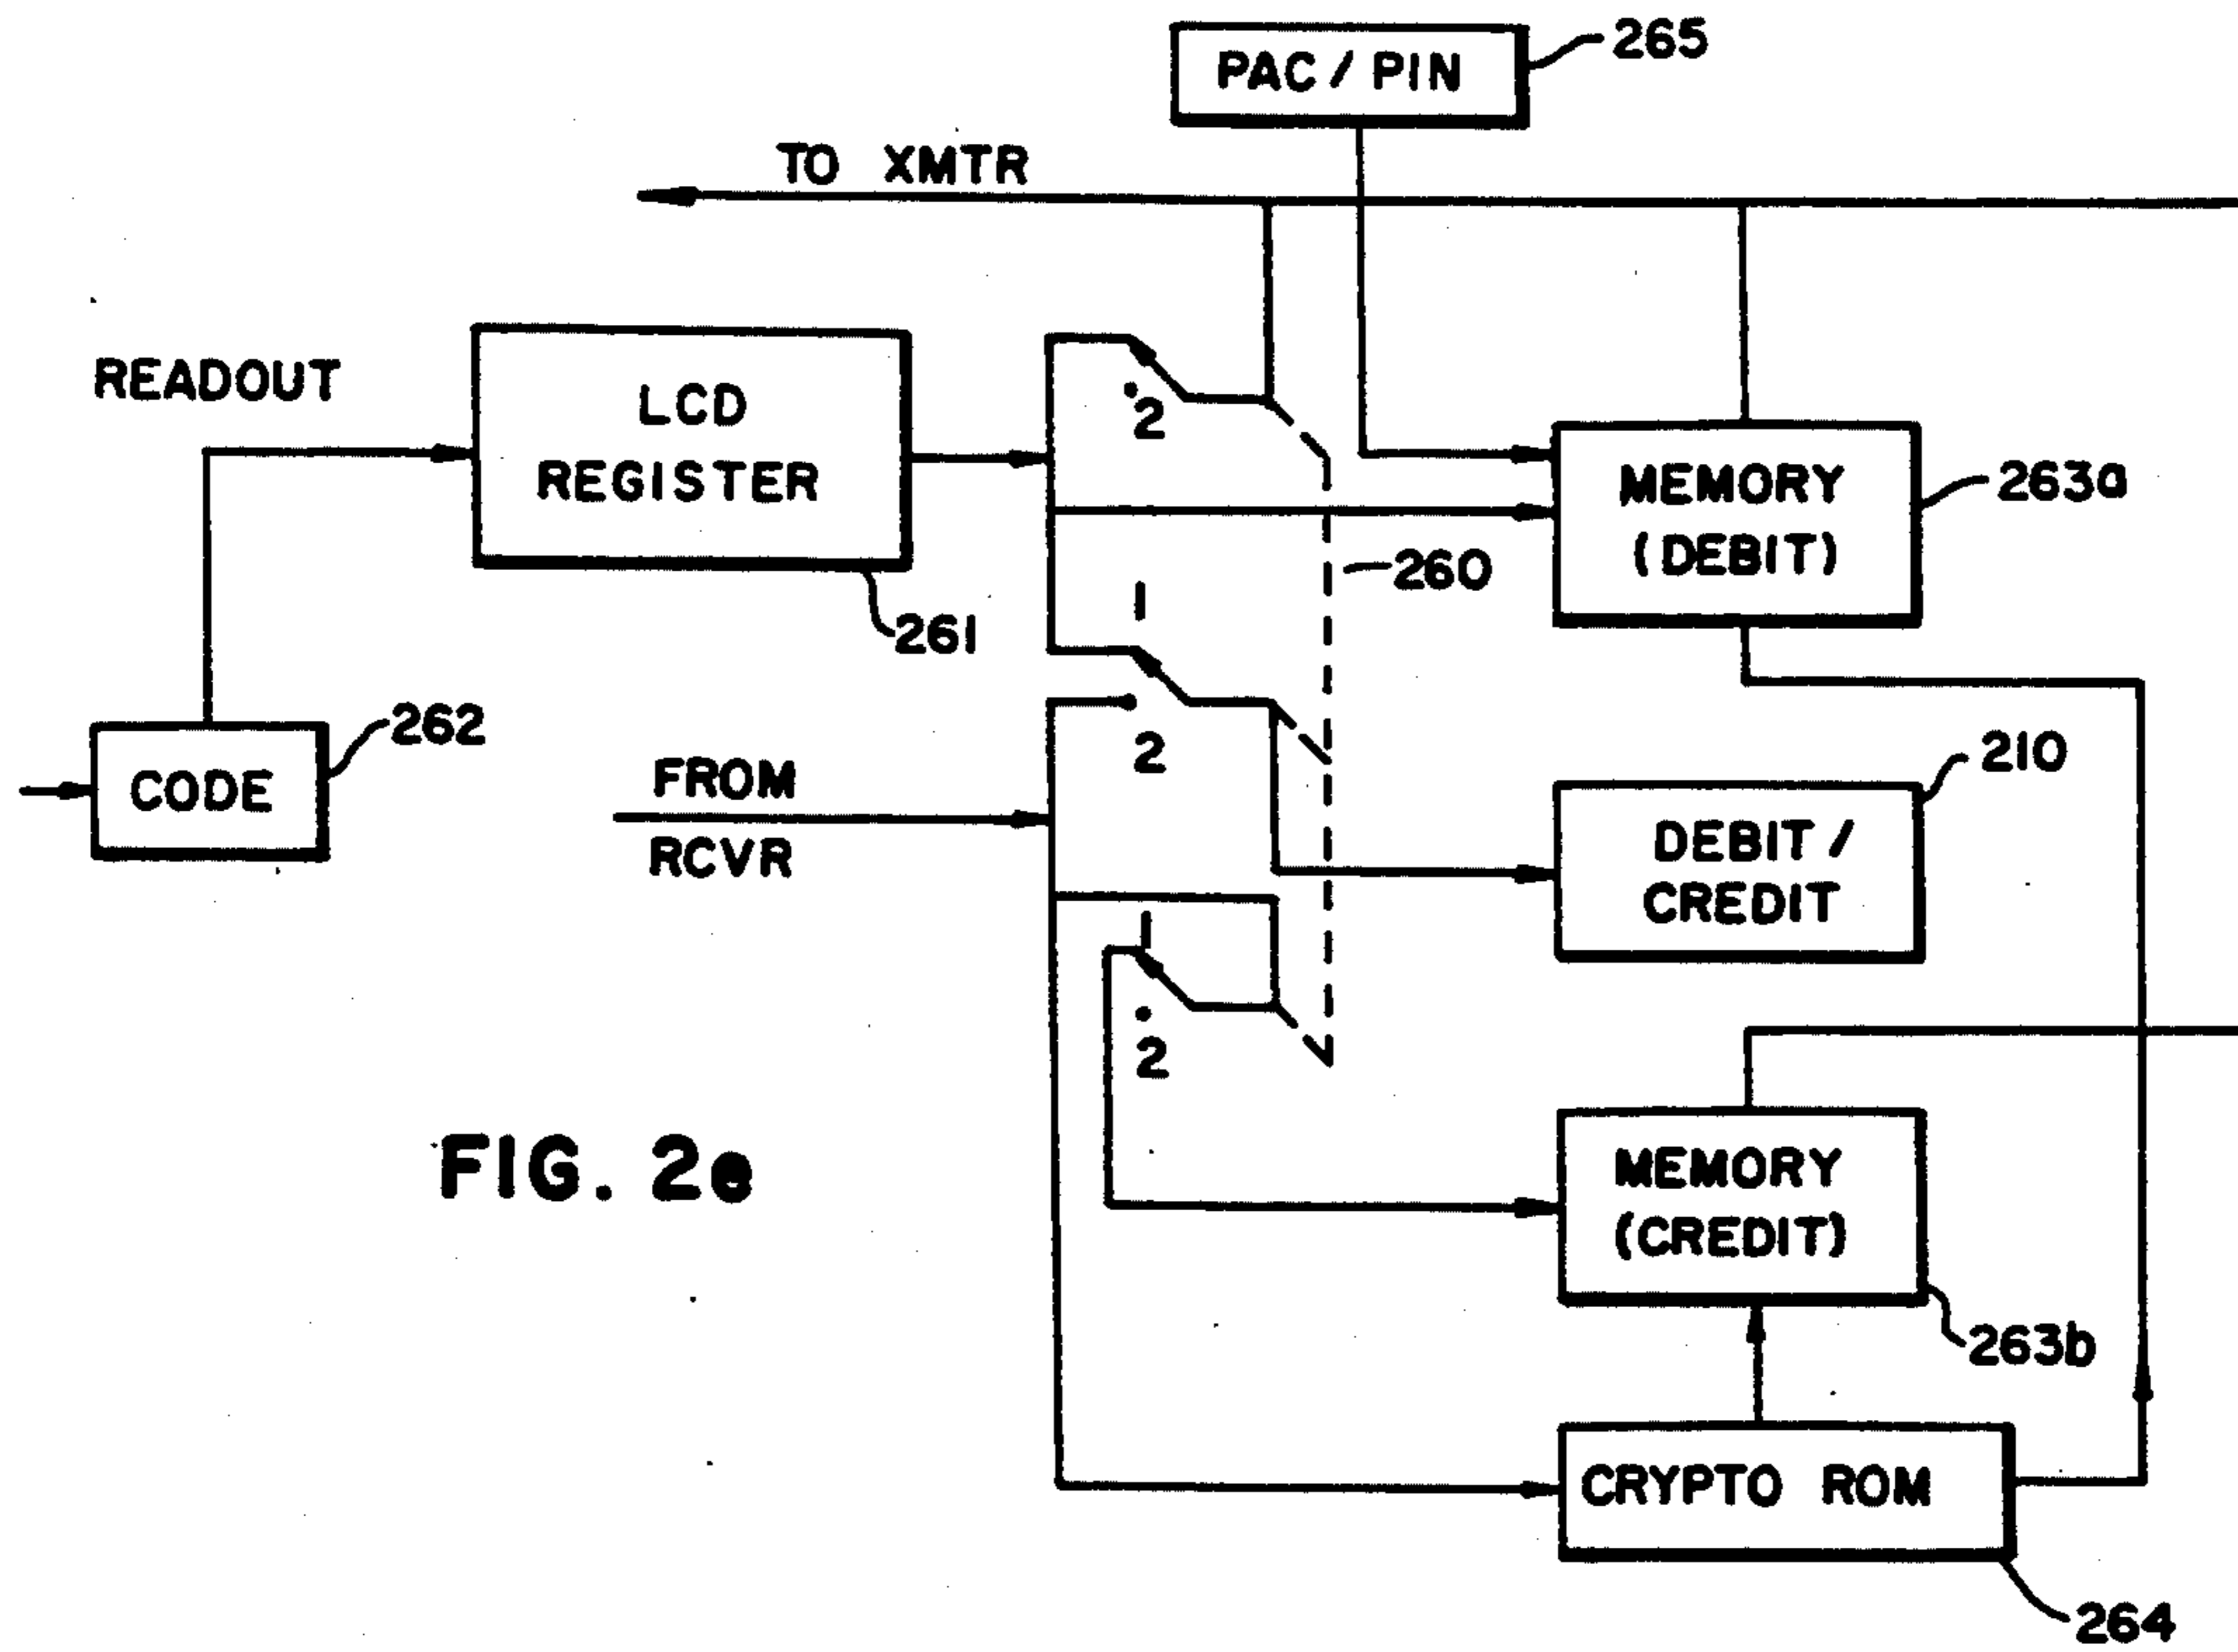 PAC / PIN
265
TO XMTR
READOUT
LCD
REGISTER
2
MEMORY
(DEBIT)
263a
260
1
261
262
CODE
2
FROM
RCVR
210
DEBIT /
CREDIT
1
2
FIG. 2e
MEMORY
(CREDIT)
263b
CRYPTO ROM
264